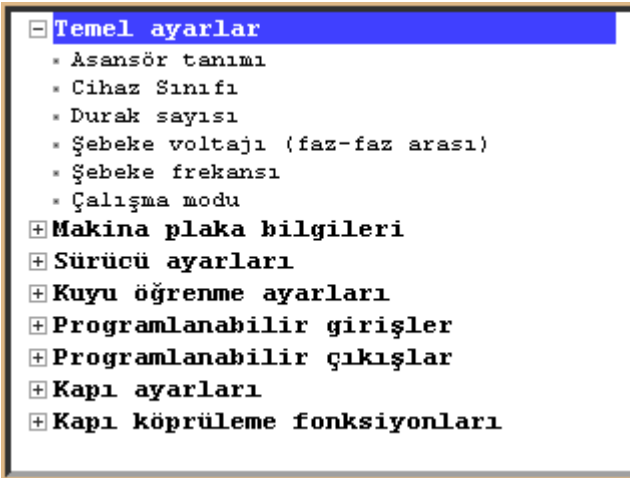 Temel ayarlar
Asansör tanımı
Cihaz Sınıfı
Durak sayısı
Şebeke voltajı (faz-faz arası)
Şebeke frekansı
Çalışma modu
Makina plaka bilgileri
Sürücü ayarları
Kuyu öğrenme ayarları
Programlanabilir girişler
Programlanabilir çıkışlar
Kapı ayarları
Kapı köprüleme fonksiyonları